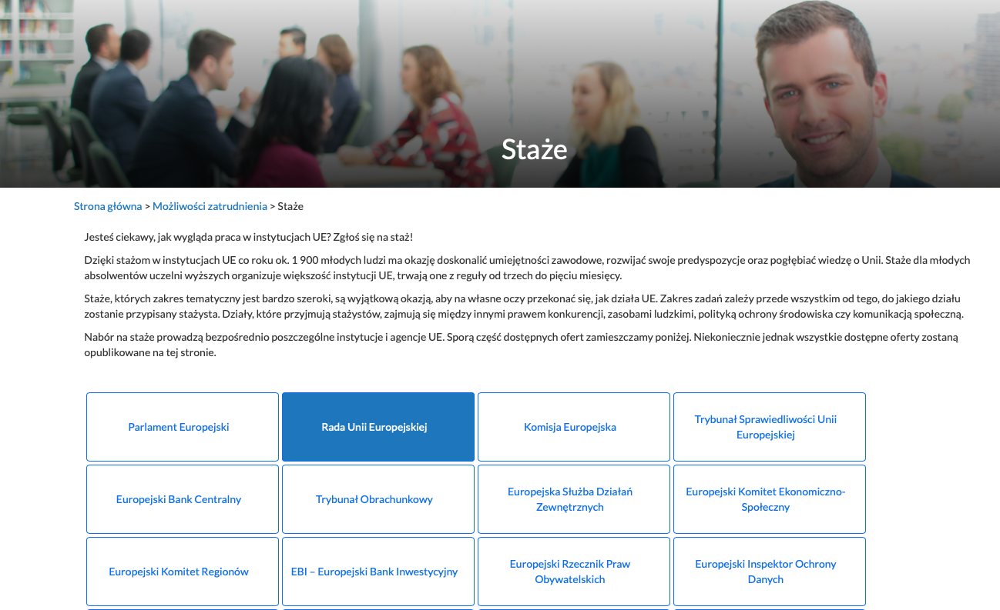 Staże
Strona główna > Możliwości zatrudnienia > Staże
Jesteś ciekawy, jak wygląda praca w instytucjach UE? Zgłoś się na staż!
Dzięki stażom w instytucjach UE co roku ok. 1 900 młodych ludzi ma okazję doskonalić umiejętności zawodowe, rozwijać swoje predyspozycje oraz pogłębiać wiedzę o Unii. Staże dla młodych
absolwentów uczelni wyższych organizuje większość instytucji UE, trwają one z reguły od trzech do pięciu miesięcy.
Staże, których zakres tematyczny jest bardzo szeroki, są wyjątkową okazją, aby na własne oczy przekonać się, jak działa UE. Zakres zadań zależy przede wszystkim od tego, do jakiego działu
zostanie przypisany stażysta. Działy, które przyjmują stażystów, zajmują się między innymi prawem konkurencji, zasobami ludzkimi, polityką ochrony środowiska czy komunikacją społeczną.
Nabór na staże prowadzą bezpośrednio poszczególne instytucje i agencje UE. Sporą część dostępnych ofert zamieszczamy poniżej. Niekoniecznie jednak wszystkie dostępne oferty zostaną
opublikowane na tej stronie.
Parlament Europejski
Rada Unii Europejskiej
Komisja Europejska
Trybunał Sprawiedliwości Unii
Europejskiej
Europejski Bank Centralny
Trybunał Obrachunkowy
Europejska Służba Działań
Zewnętrznych
Europejski Komitet Ekonomiczno-
Społeczny
Europejski Komitet Regionów
EBI – Europejski Bank Inwestycyjny
Europejski Rzecznik Praw
Obywatelskich
Europejski Inspektor Ochrony
Danych